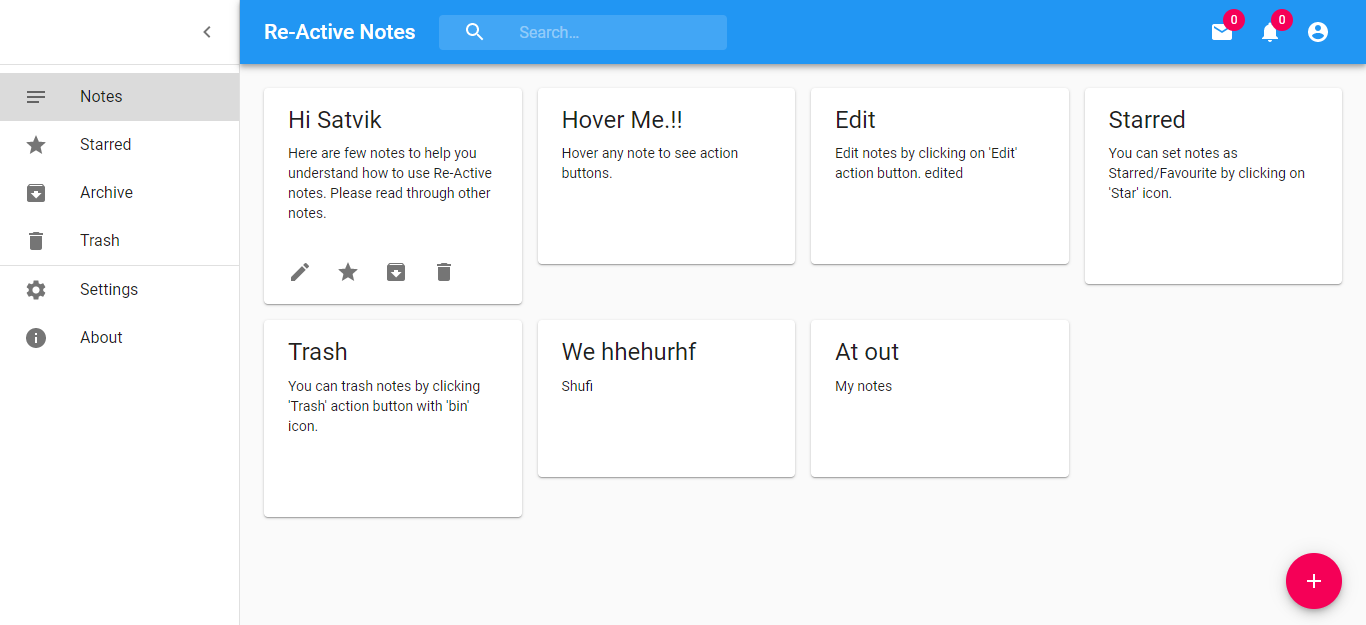 Re-Active Notes
Search...
0
0
Notes
Starred
Archive
Trash
Settings
About
Hi Satvik
Here are few notes to help you
understand how to use Re-Active
notes. Please read through other
notes.
Hover Me.!!
Hover any note to see action
buttons.
Edit
Edit notes by clicking on 'Edit'
action button. edited
Starred
You can set notes as
Starred/Favourite by clicking on
'Star' icon.
Trash
You can trash notes by clicking
'Trash' action button with 'bin'
icon.
We hhehurhf
Shufi
At out
My notes